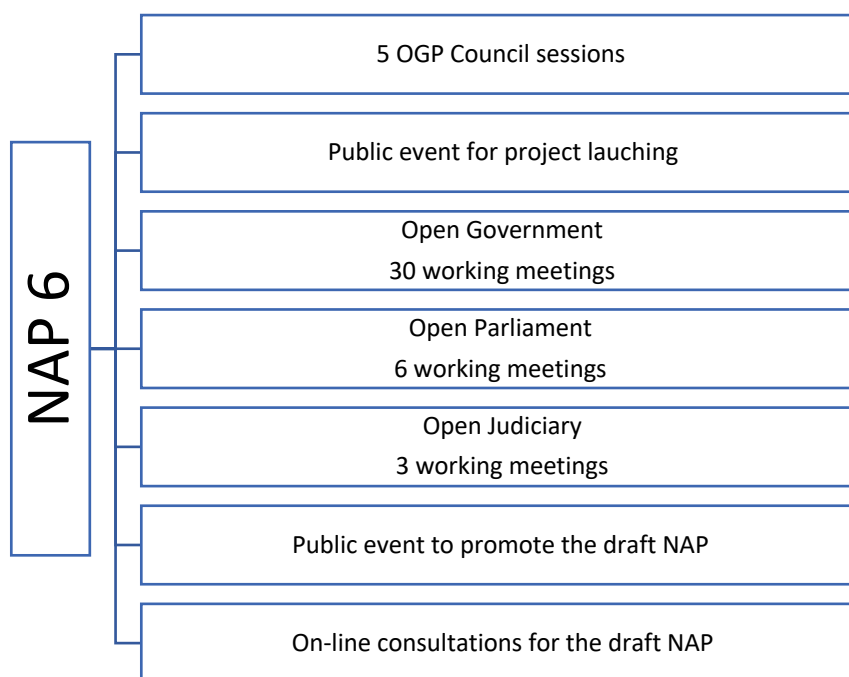 NAP 6
5 OGP Council sessions
Public event for project lauching
Open Government
30 working meetings
Open Parliament
6 working meetings
Open Judiciary
3 working meetings
Public event to promote the draft NAP
On-line consultations for the draft NAP